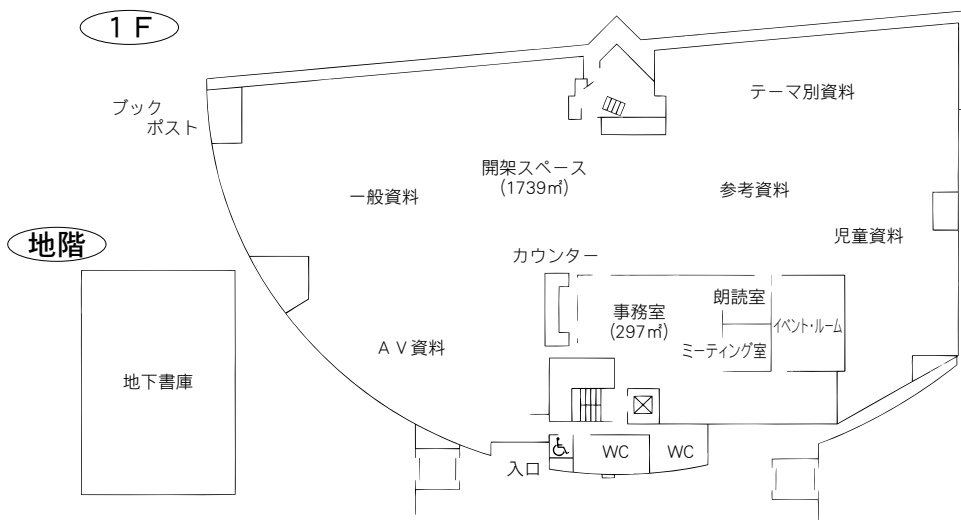 1F
ブック
ポスト
テーマ別資料
開架スペース
(1739㎡)
一般資料
参考資料
児童資料
地階
カウンター
事務室
(297㎡)
朗読室
イベント・ルーム
ミーティング室
AV資料
地下書庫
入口
WC
WC